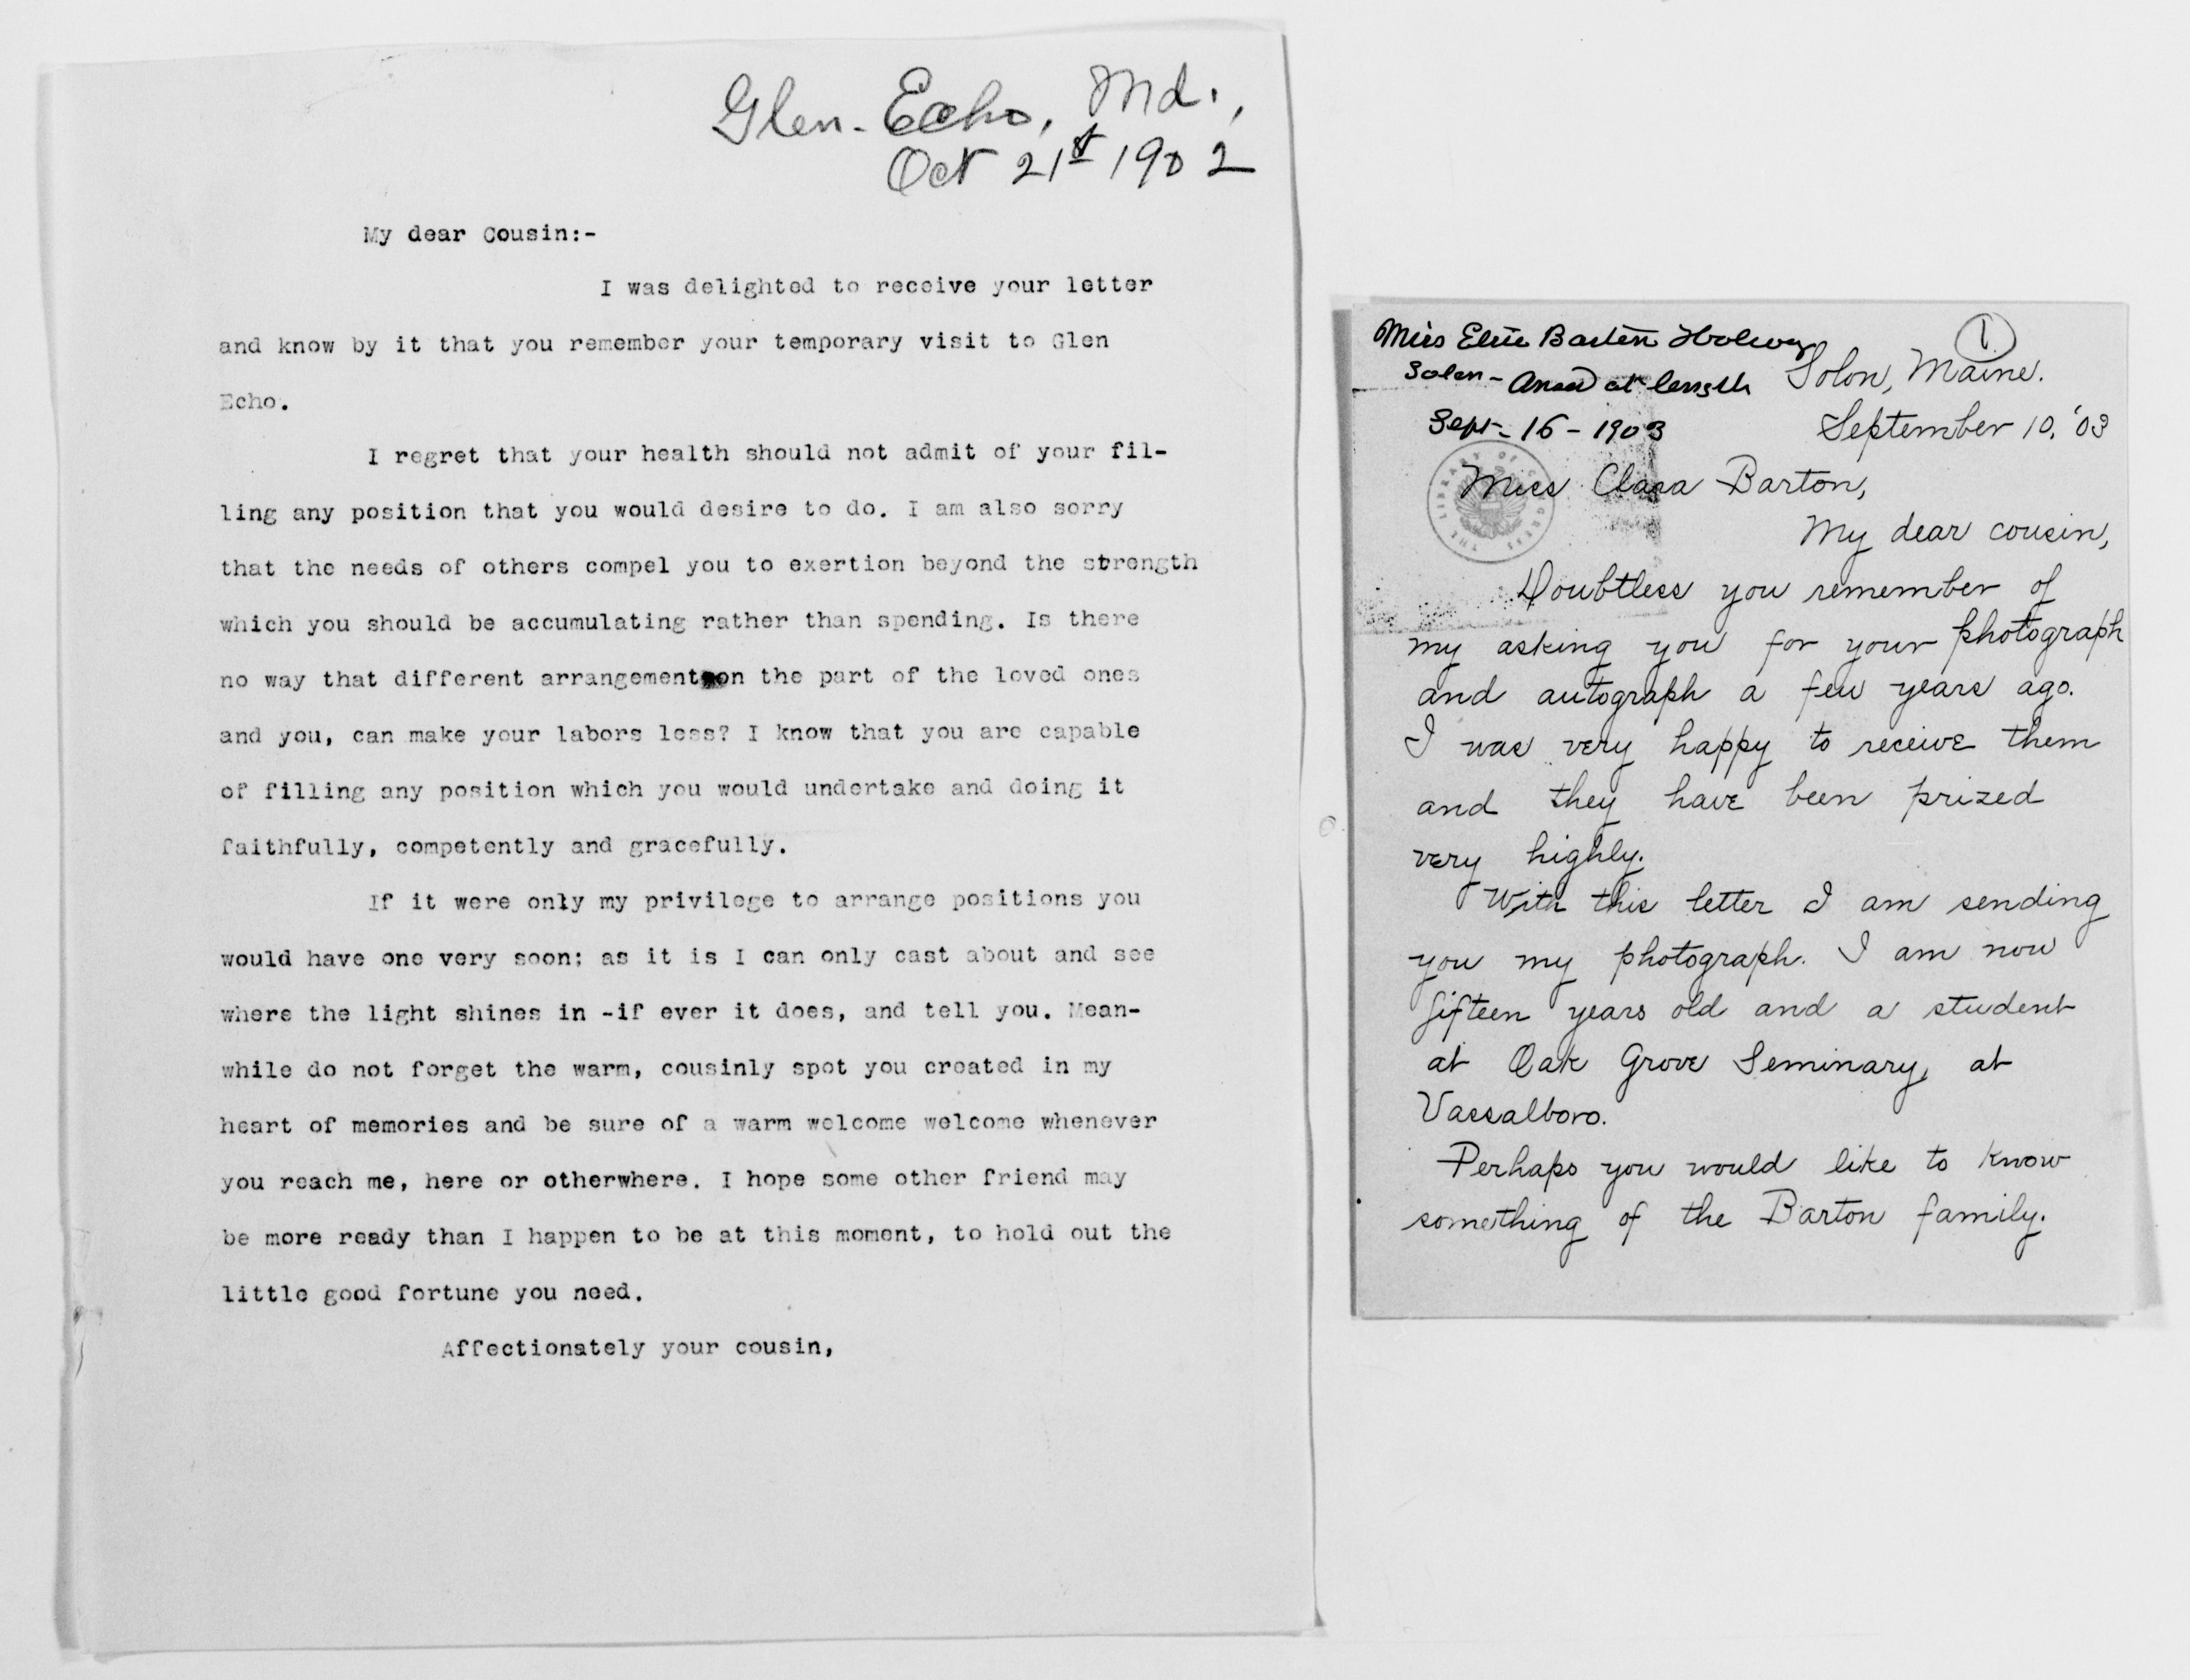 Glen-Echo, Md.,
Oct 21st 1902
My dear Cousin:-
I was delighted to receive your letter
and know by it that you remember your temporary visit to Glen
Echo.
I regret that your health should not admit of your fil-
ling any position that you would desire to do. I am also sorry
that the needs of others compel you to exertion beyond the strength
which you should be accumulating rather than spending. Is there
no way that different arrangement on the part of the loved ones
and you, can make your labors less? I know that you are capable
of filling any position which you would undertake and doing it
faithfully, competently and gracefully.
If it were only my privilege to arrange positions you
would have one very soon; as it is I can only cast about and see
where the light shines in -if ever it does, and tell you. Mean-
while do not forget the warm, cousinly spot you created in my
heart of memories and be sure of a warm welcome welcome whenever
you reach me, here or otherwhere. I hope some other friend may
be more ready than I happen to be at this moment, to hold out the
little good fortune you need.
Affectionately your cousin,
Miss Elsie Barton Holway
Solon - Answd at length
Sept - 16 - 1903
1.
Solon, Maine.
September 10, '03
THE LIBRARY OF CONGRESS
Miss Clara Barton,
My dear cousin,
Doubtless you remember of
my asking you for your photograph
and autograph a few years ago.
I was very happy to receive them
and they have been prized
very highly.
With this letter I am sending
you my photograph. I am now
fifteen years old and a student
at Oak Grove Seminary, at
Vassalboro.
Perhaps you would like to know
something of the Barton family.